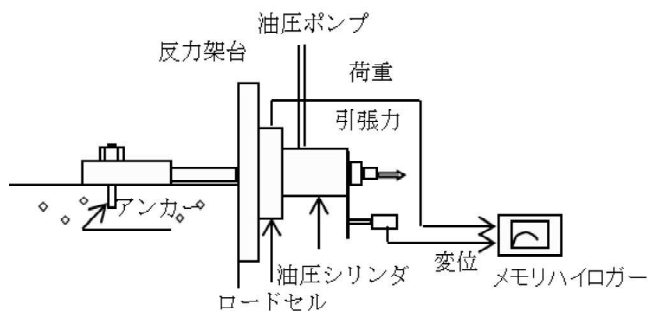 油圧ポンプ
反力架台
荷重
引張力
アンカー
油圧シリンダ
変位
メモリハイロガー
ロードセル